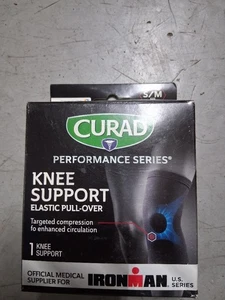 S/M
CURAD
PERFORMANCE SERIES®
KNEE
SUPPORT
ELASTIC PULL-OVER
Targeted compression
fo enhanced circulation
1 KNEE
SUPPORT
OFFICIAL MEDICAL
SUPPLIER FOR
IRONMAN
U.S.
SERIES